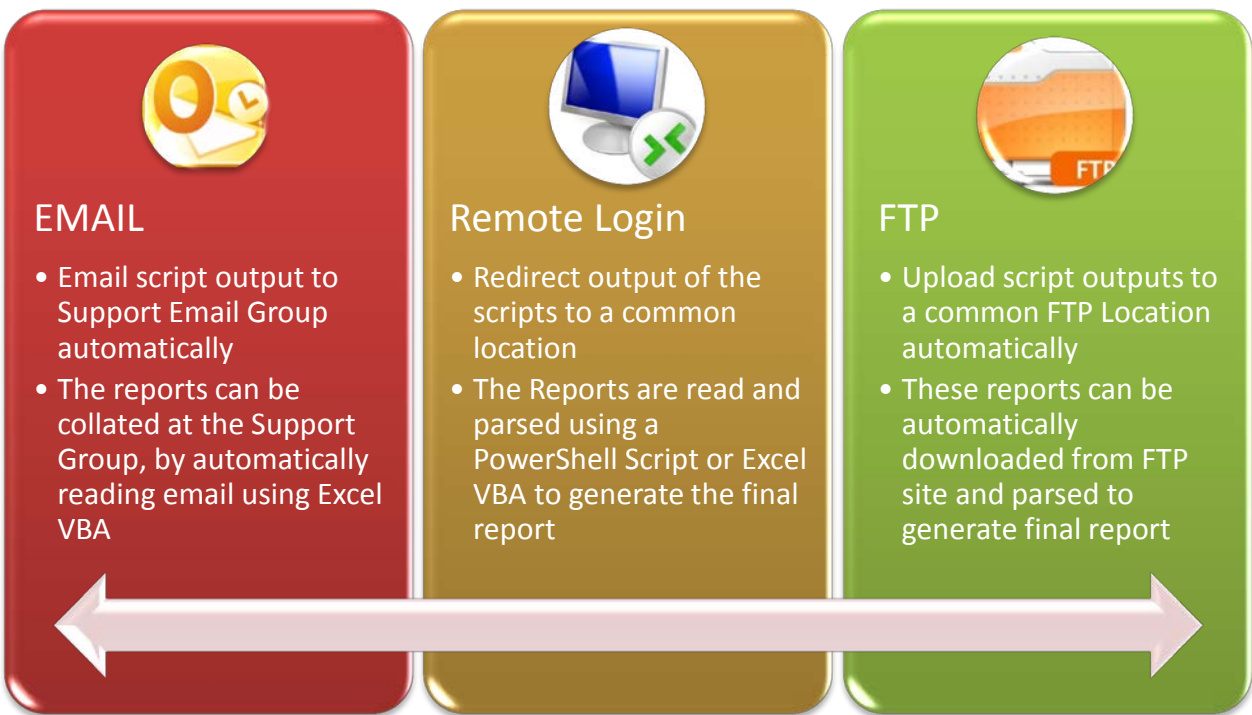 EMAIL
• Email script output to
Support Email Group
automatically
• The reports can be
collated at the Support
Group, by automatically
reading email using Excel
VBA
Remote Login
• Redirect output of the
scripts to a common
location
• The Reports are read and
parsed using a
PowerShell Script or Excel
VBA to generate the final
report
FTP
FTP
• Upload script outputs to
a common FTP Location
automatically
• These reports can be
automatically
downloaded from FTP
site and parsed to
generate final report